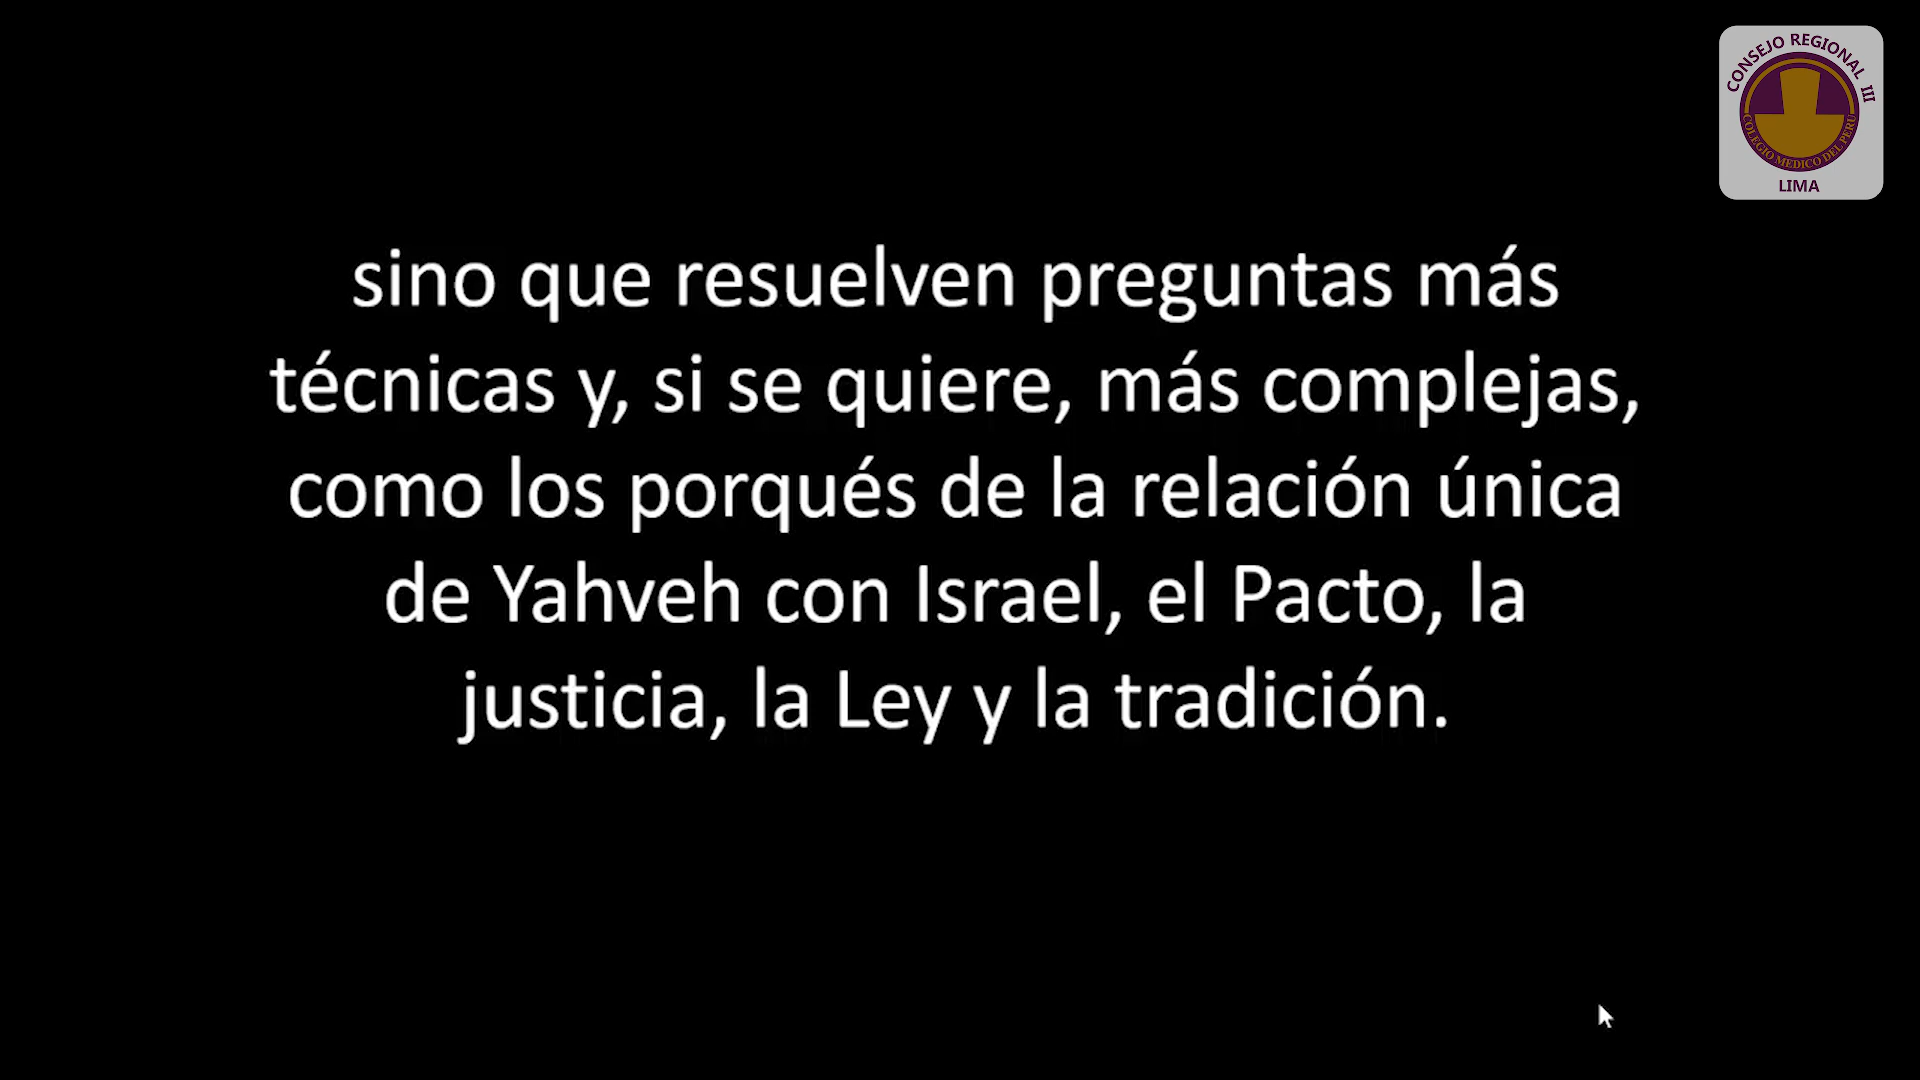 CONSEJO REGIONAL III
COLEGIO MEDICO DEL PERU
LIMA
sino que resuelven preguntas más
técnicas y, si se quiere, más complejas,
como los porqués de la relación única
de Yahveh con Israel, el Pacto, la
justicia, la Ley y la tradición.